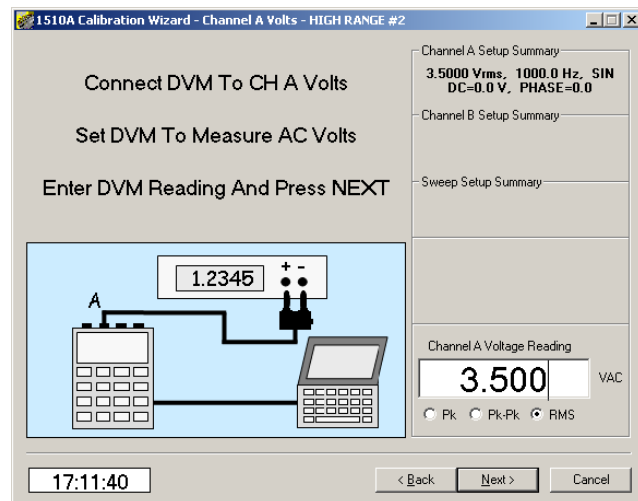 1510A Calibration Wizard - Channel A Volts - HIGH RANGE #2
Connect DVM To CH A Volts
Set DVM To Measure AC Volts
Enter DVM Reading And Press NEXT
1.2345
+ -
A
Channel A Setup Summary
3.5000 Vrms, 1000.0 Hz, SIN
DC=0.0 V, PHASE=0.0
Channel B Setup Summary
Sweep Setup Summary
Channel A Voltage Reading
3.500 VAC
Pk Pk-Pk RMS
17:11:40
< Back Next > Cancel